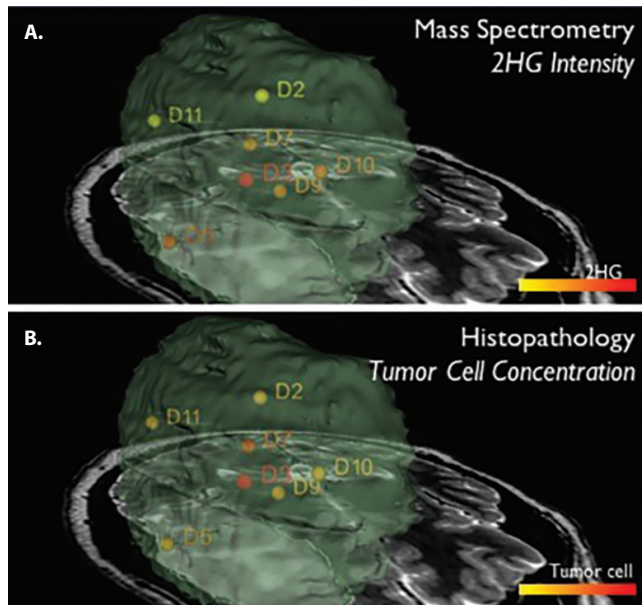 A.
Mass Spectrometry
2HG Intensity
D2
D11
D7
D3
D10
D9
D5
2HG
B.
Histopathology
Tumor Cell Concentration
D2
D11
D7
D3
D10
D9
D5
Tumor cell